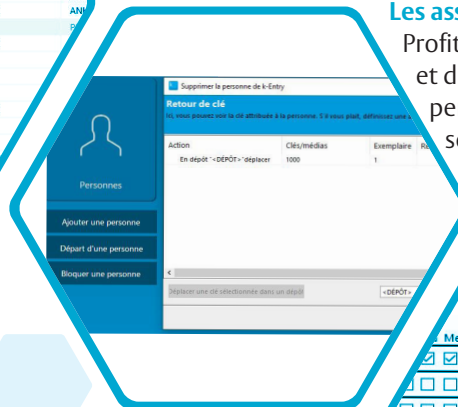 Les ass
Profit
et d
pe
s
Supprimer la personne de k-Entry
Retour de clé
Ici, vous pouvez voir la clé attribuée à la personne. S'il vous plaît, définissez une
Action Clés/médias Exemplaire
En dépôt "<DÉPÔT>"déplacer 1000 1
Personnes
Ajouter une personne
Départ d'une personne
Bloquer une personne
Déplacer une clé sélectionnée dans un dépôt <DÉPÔT>